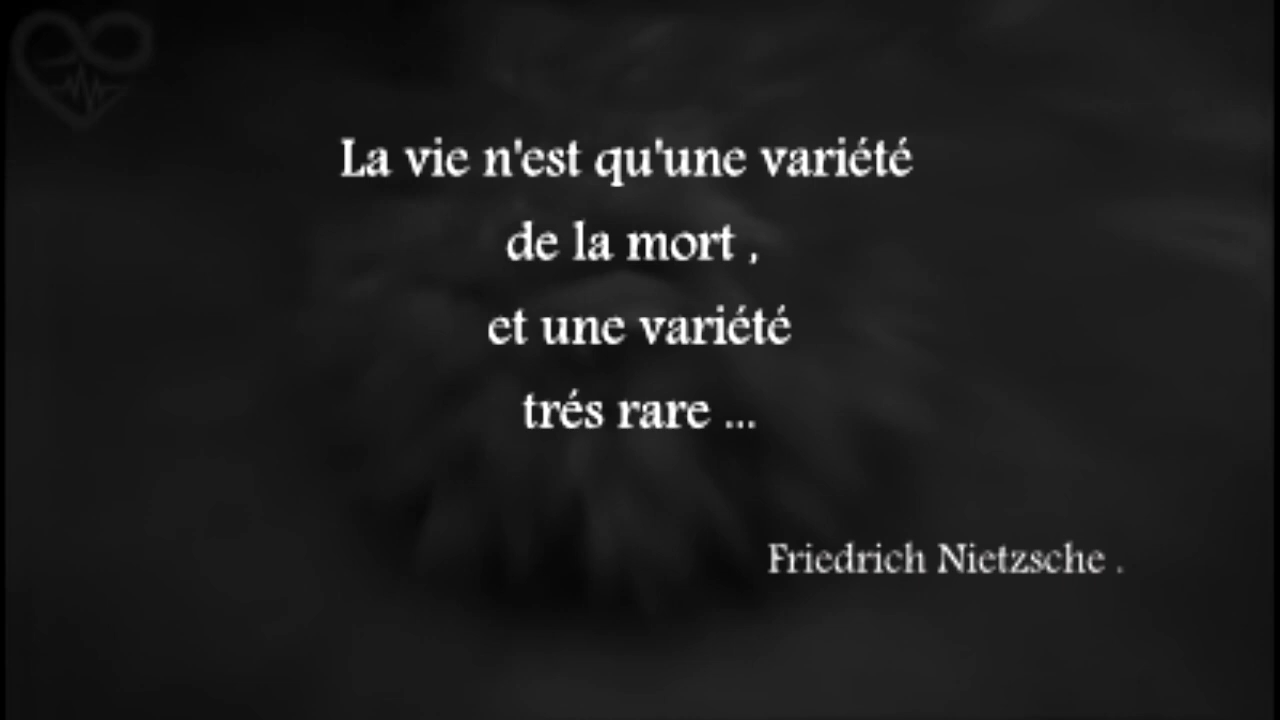 La vie n'est qu'une variété
de la mort ,
et une variété
trés rare ...
Friedrich Nietzsche .